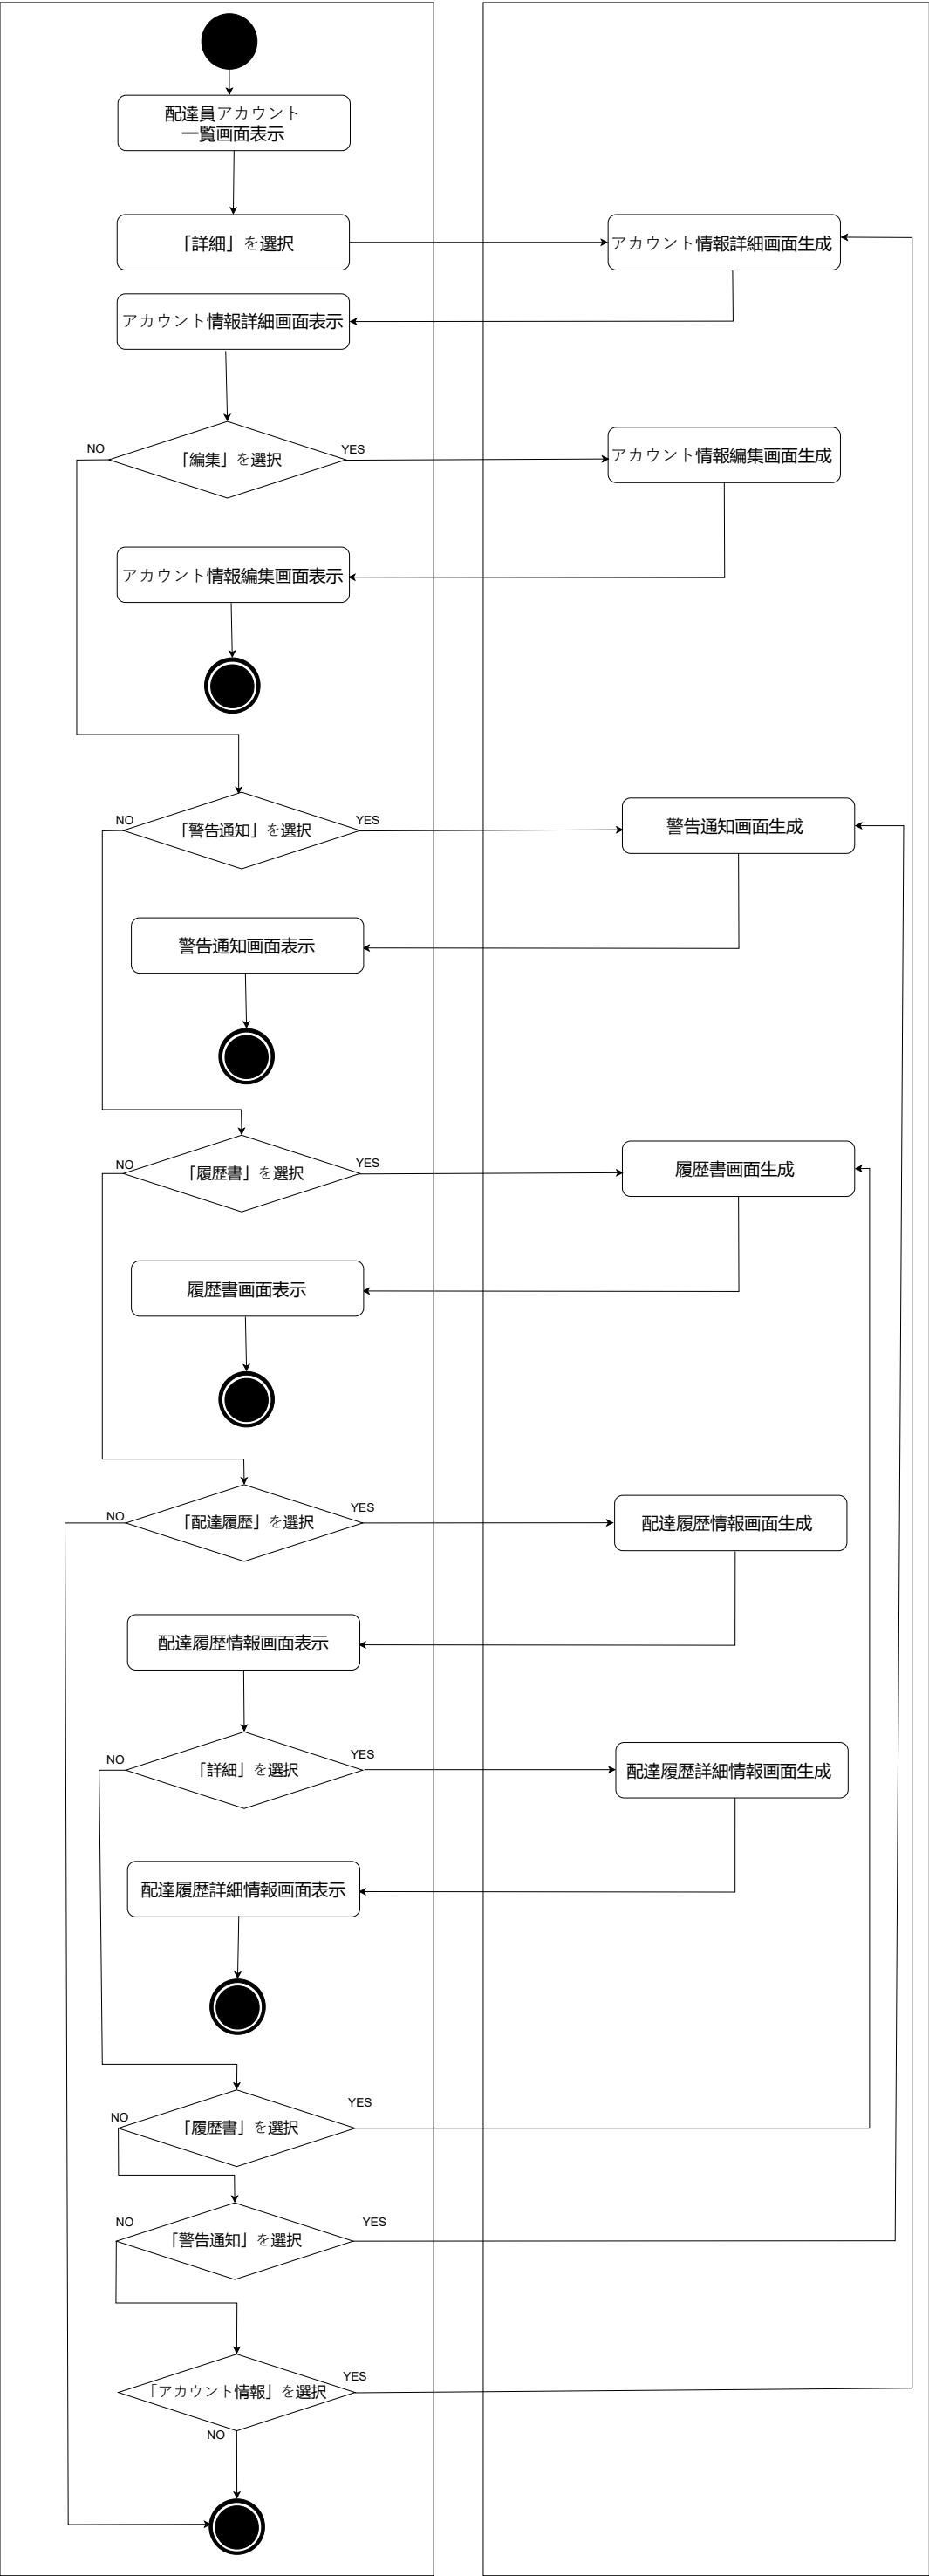 配達員アカウント
一覧画面表示
「詳細」を選択
アカウント情報詳細画面生成
アカウント情報詳細画面表示
NO
「編集」を選択
YES
アカウント情報編集画面生成
アカウント情報編集画面表示
NO
「警告通知」を選択
YES
警告通知画面生成
警告通知画面表示
NO
「履歴書」を選択
YES
履歴書画面生成
履歴書画面表示
NO
「配達履歴」を選択
YES
配達履歴情報画面生成
配達履歴情報画面表示
NO
「詳細」を選択
YES
配達履歴詳細情報画面生成
配達履歴詳細情報画面表示
NO
「履歴書」を選択
YES
NO
「警告通知」を選択
YES
「アカウント情報」を選択
YES
NO